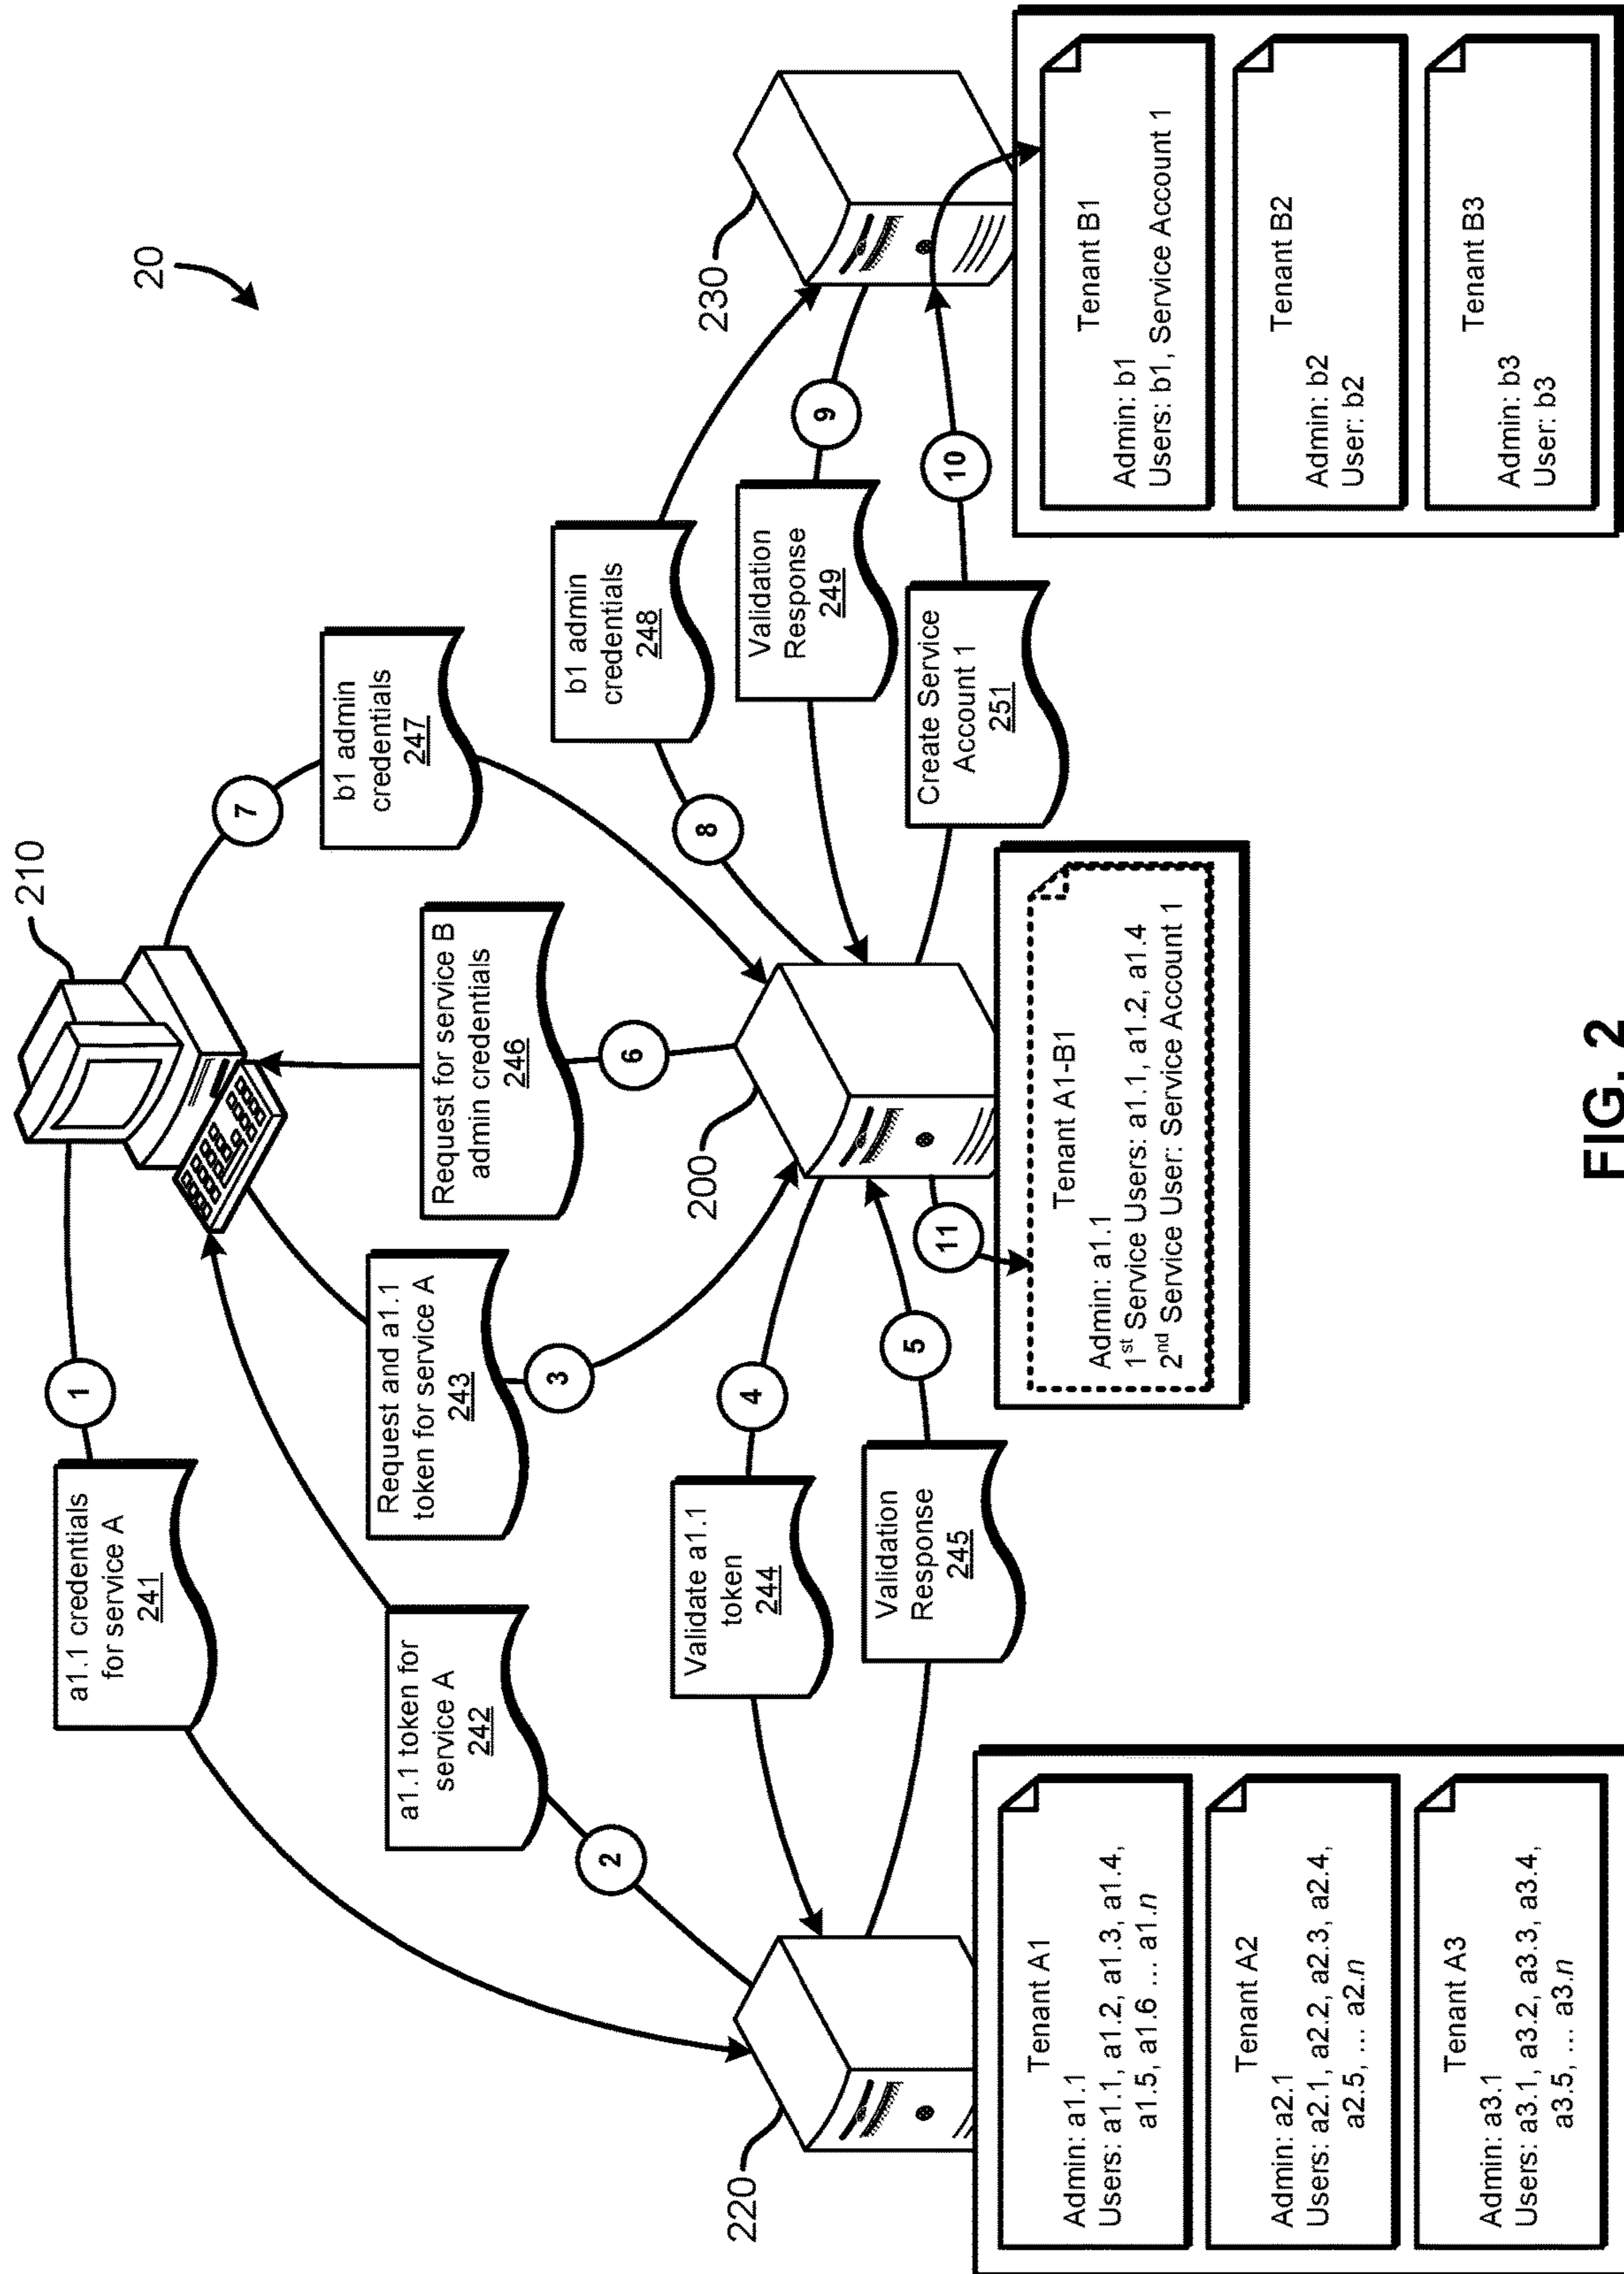 20
210
1
a1.1 credentials
for service A
241
a1.1 token for
service A
242
2
Request and a1.1
token for service A
243
3
Request for service B
admin credentials
246
6
7
b1 admin
credentials
247
b1 admin
credentials
248
8
Validation
Response
249
9
Create Service
Account 1
251
10
Validate a1.1
token
244
4
Validation
Response
245
5
11
220
200
230
Tenant A1
Admin: a1.1
Users: a1.1, a1.2, a1.3, a1.4,
a1.5, a1.6 ... a1.n
Tenant A2
Admin: a2.1
Users: a2.1, a2.2, a2.3, a2.4,
a2.5, ... a2.n
Tenant A3
Admin: a3.1
Users: a3.1, a3.2, a3.3, a3.4,
a3.5, ... a3.n
Tenant A1-B1
Admin: a1.1
1st Service Users: a1.1, a1.2, a1.4
2nd Service User: Service Account 1
Tenant B1
Admin: b1
Users: b1, Service Account 1
Tenant B2
Admin: b2
User: b2
Tenant B3
Admin: b3
User: b3
FIG. 2